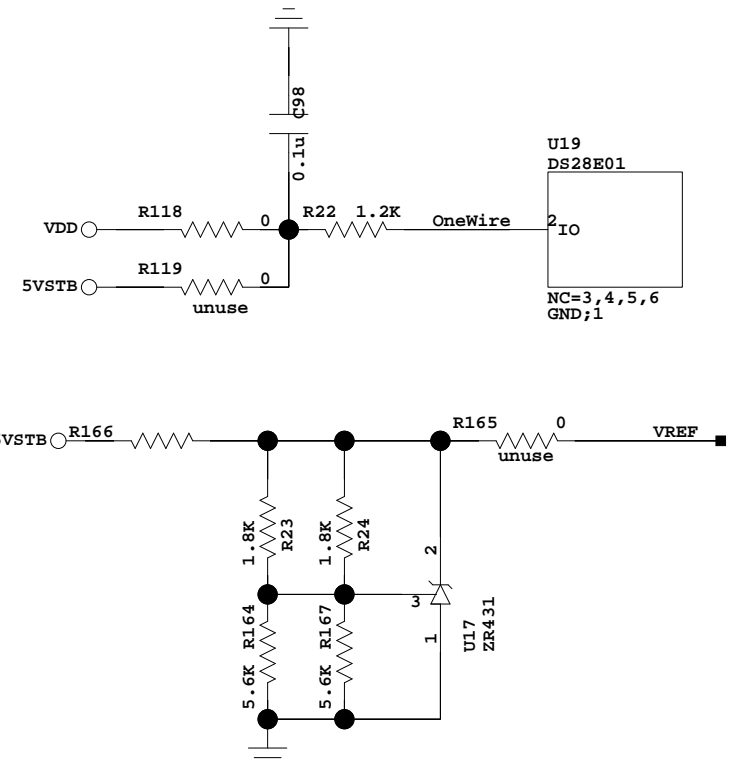 C98
0.1u
U19
DS28E01
R118
0
R22 1.2K
VDD
OneWire
2
IO
R119
0
5VSTB
unuse
NC=3,4,5,6
GND;1
R165 0
VSTB
R166
VREF
unuse
1.8K
R23
1.8K
R24
2
3
5.6K R164
5.6K R167
1
U17
ZR431